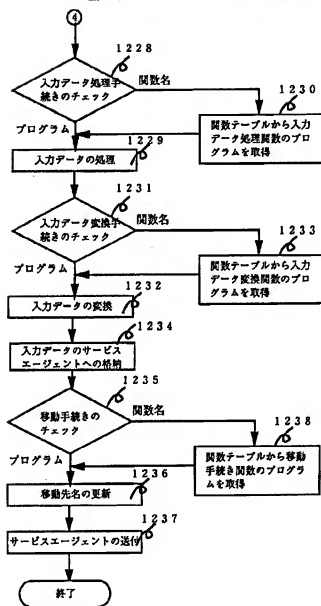 ④
1228
入力データ処理手
続きのチェック
関数名
1230
プログラム
1229
関数テーブルから入力
データ処理関数のプロ
グラムを取得
入力データの処理
1231
入力データ変換手
続きのチェック
関数名
1233
プログラム
1232
関数テーブルから入力
データ変換関数のプロ
グラムを取得
入力データの変換
1234
入力データのサービス
エージェントへの格納
1235
移動手続きの
チェック
関数名
1238
プログラム
1236
関数テーブルから移動
手続き関数のプログラ
ムを取得
移動先名の更新
1237
サービスエージェントの送付
終了